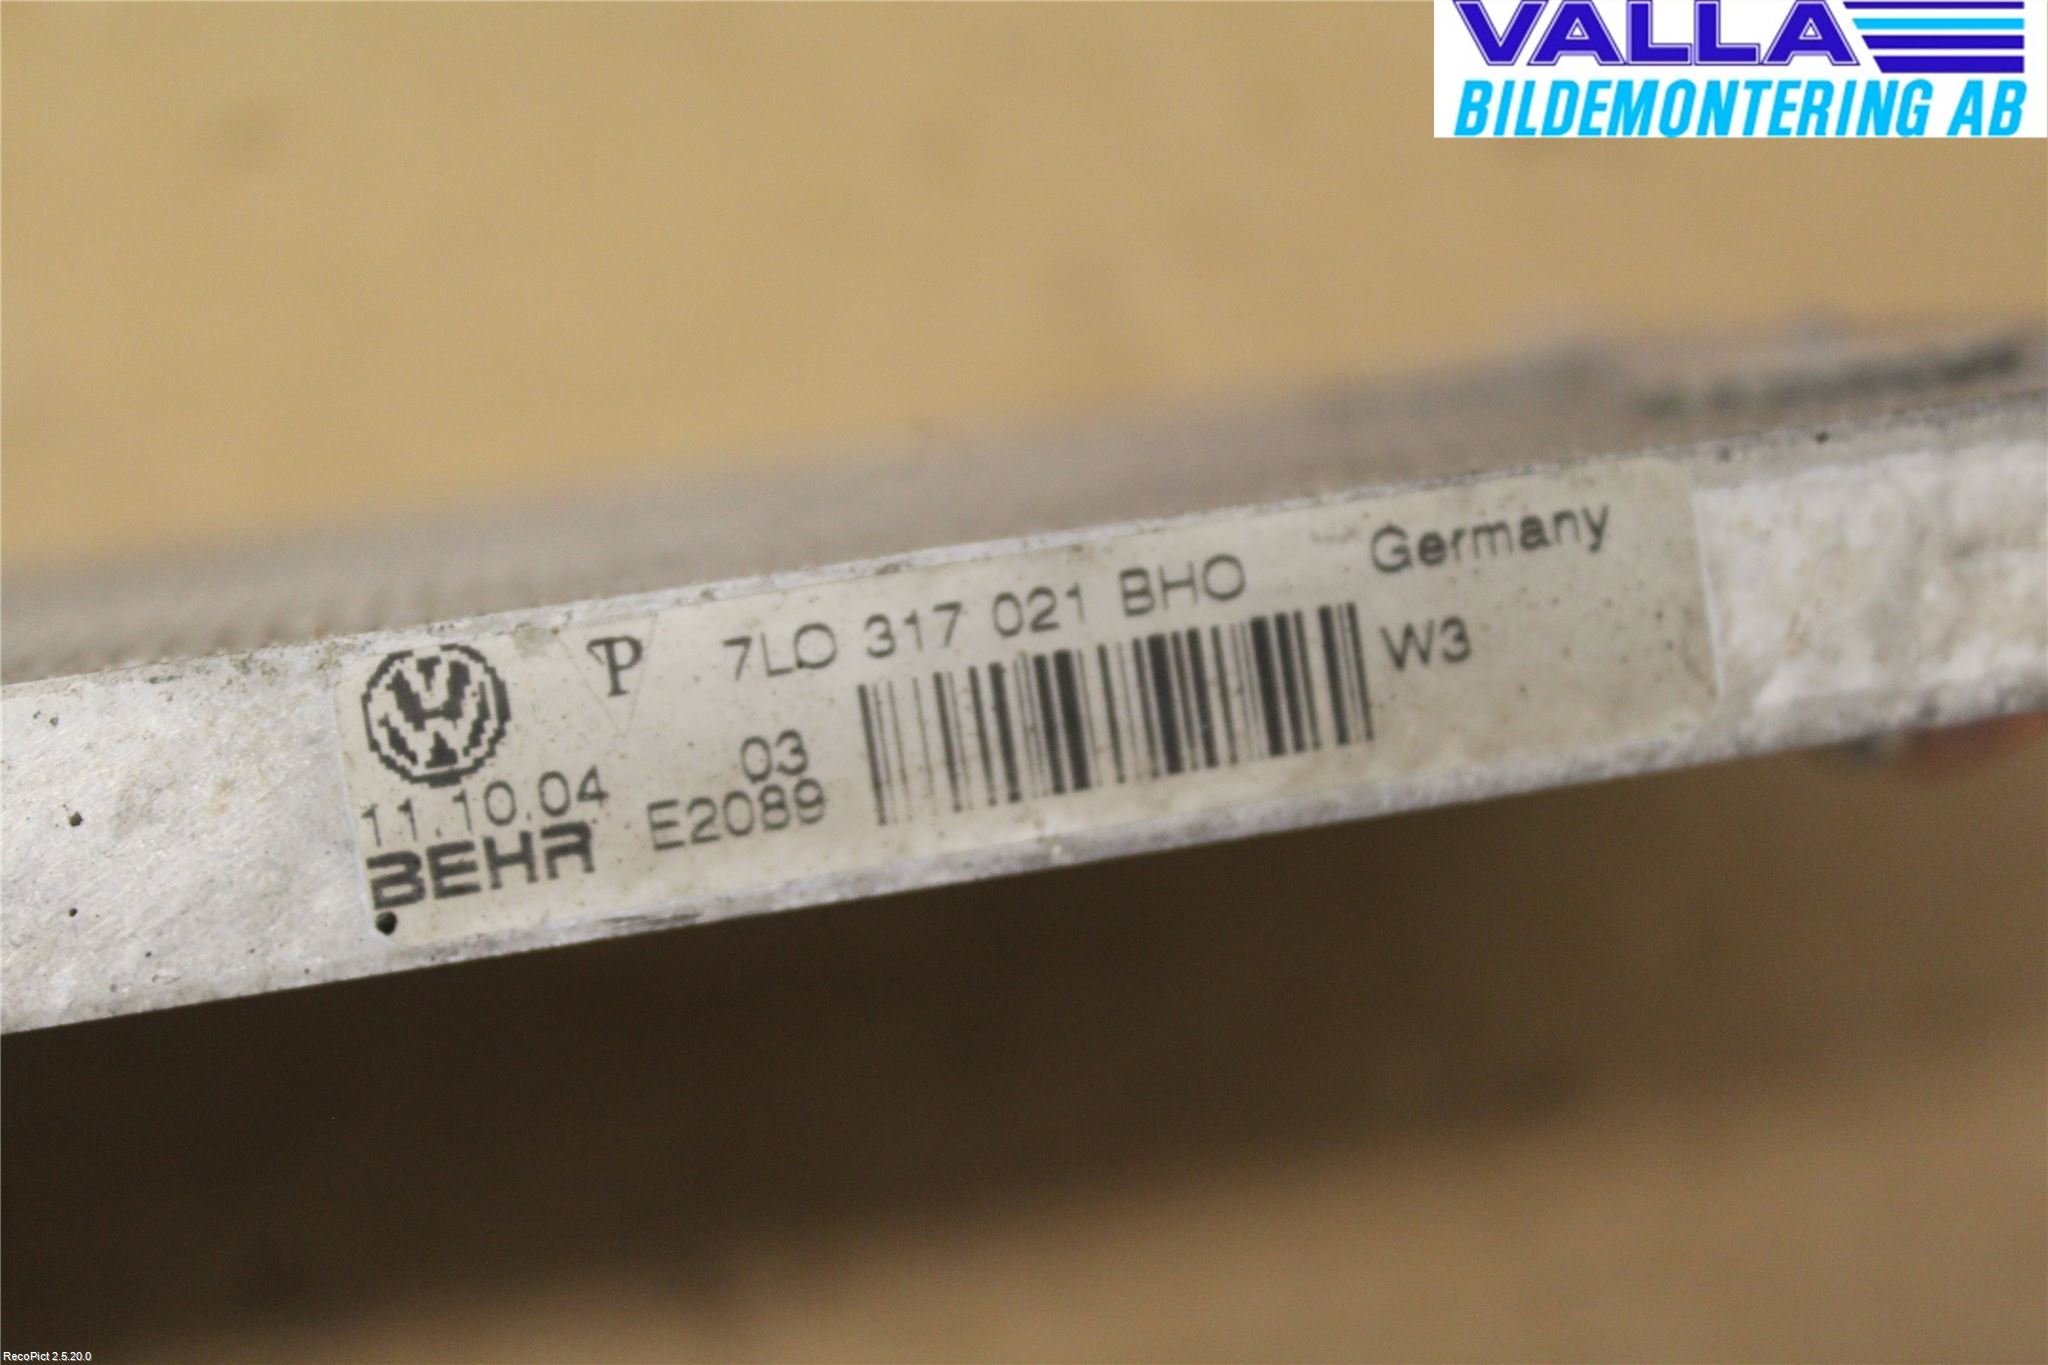 VALLA
BILDEMONTERING AB
P 7L0 317 021 BHO Germany
03 W3
11.10.04 E2089
BEHR
RecoPict 2.5.20.0